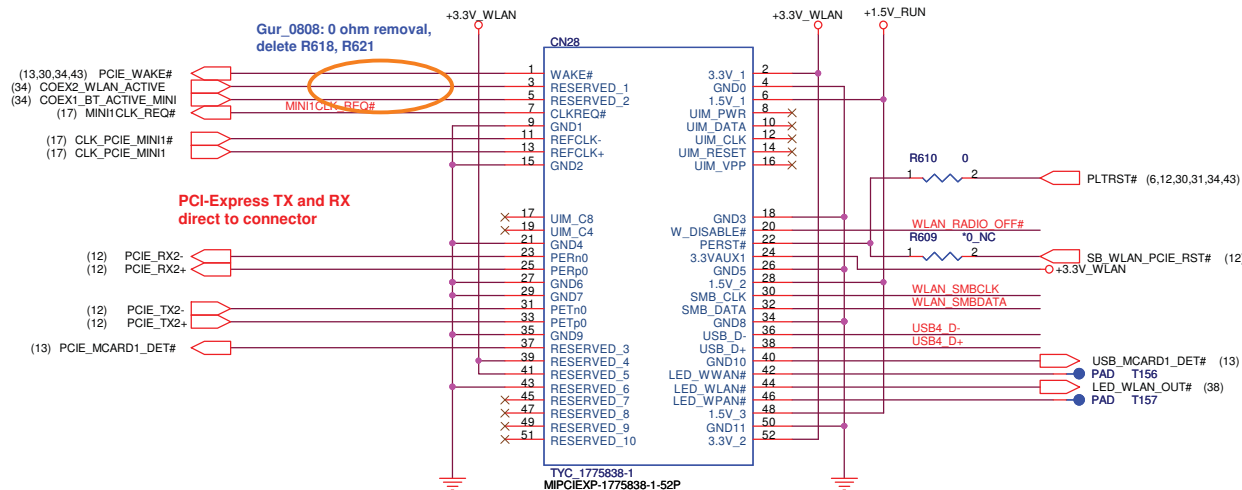 +3.3V_WLAN
+3.3V_WLAN
+1.5V_RUN
Gur_0808: 0 ohm removal,
delete R618, R621
CN28
(13,30,34,43) PCIE_WAKE# 1 WAKE# 3.3V_1 2
(34) COEX2_WLAN_ACTIVE 3 RESERVED_1 GND0 4
(34) COEX1_BT_ACTIVE_MINI 5 RESERVED_2 1.5V_1 6
(17) MINI1CLK_REQ# MINI1CLK_REQ# 7 CLKREQ# UIM_PWR 8
9 GND1 UIM_DATA 10
(17) CLK_PCIE_MINI1# 11 REFCLK- UIM_CLK 12
(17) CLK_PCIE_MINI1 13 REFCLK+ UIM_RESET 14
15 GND2 UIM_VPP 16
R610 0
1 2 PLTRST# (6,12,30,31,34,43)
PCI-Express TX and RX
direct to connector
17 UIM_C8 GND3 18
19 UIM_C4 W_DISABLE# 20 WLAN_RADIO_OFF#
21 GND4 PERST# 22 R609 *0_NC
(12) PCIE_RX2- 23 PERn0 3.3VAUX1 24 1 2 SB_WLAN_PCIE_RST# (12)
(12) PCIE_RX2+ 25 PERp0 GND5 26 +3.3V_WLAN
27 GND6 1.5V_2 28
29 GND7 SMB_CLK 30 WLAN_SMBCLK
(12) PCIE_TX2- 31 PETn0 SMB_DATA 32 WLAN_SMBDATA
(12) PCIE_TX2+ 33 PETp0 GND8 34
35 GND9 USB_D- 36 USB4_D-
(13) PCIE_MCARD1_DET# 37 RESERVED_3 USB_D+ 38 USB4_D+
39 RESERVED_4 GND10 40 USB_MCARD1_DET# (13)
41 RESERVED_5 LED_WWAN# 42 PAD T156
43 RESERVED_6 LED_WLAN# 44 LED_WLAN_OUT# (38)
45 RESERVED_7 LED_WPAN# 46 PAD T157
47 RESERVED_8 1.5V_3 48
49 RESERVED_9 GND11 50
51 RESERVED_10 3.3V_2 52
TYC_1775838-1
MIPCIEXP-1775838-1-52P